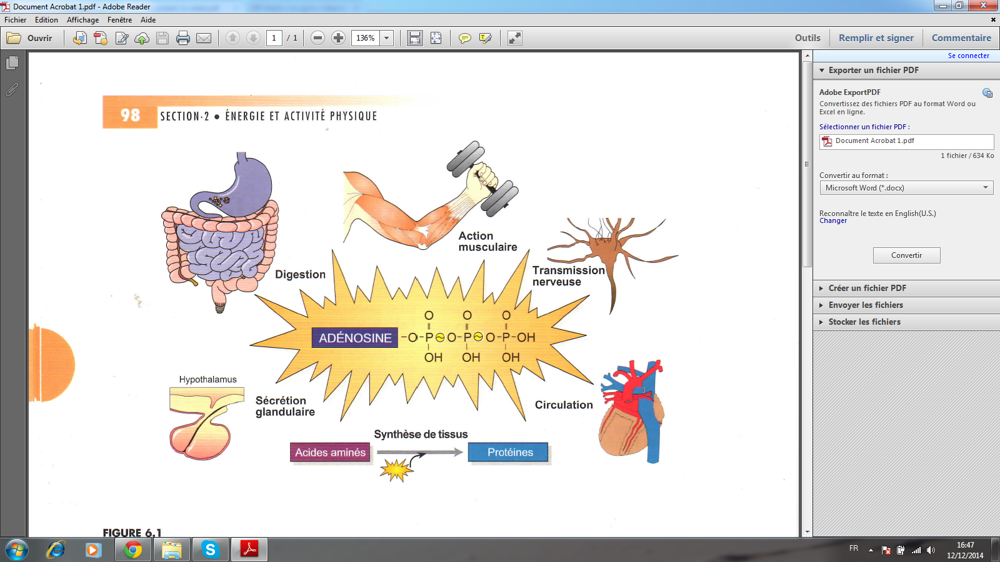 Document Acrobat 1.pdf - Adobe Reader
Fichier Edition Affichage Fenêtre Aide
Ouvrir
1 / 1
136%
Outils
Remplir et signer
Commentaire
Se connecter
Exporter un fichier PDF
Adobe ExportPDF
Convertissez des fichiers PDF au format Word ou
Excel en ligne.
Sélectionner un fichier PDF :
Document Acrobat 1.pdf
1 fichier / 634 Ko
Convertir au format :
Microsoft Word (*.docx)
Reconnaître le texte en English(U.S.)
Changer
Convertir
Créer un fichier PDF
Envoyer les fichiers
Stocker les fichiers
98 SECTION·2 • ÉNERGIE ET ACTIVITÉ PHYSIQUE
Action
musculaire
Digestion
Transmission
nerveuse
O O O
ADÉNOSINE –O–P~O–P~O–P–OH
OH OH OH
Hypothalamus
Sécrétion
glandulaire
Circulation
Synthèse de tissus
Acides aminés
Protéines
FIGURE 6.1
FR
16:47
12/12/2014